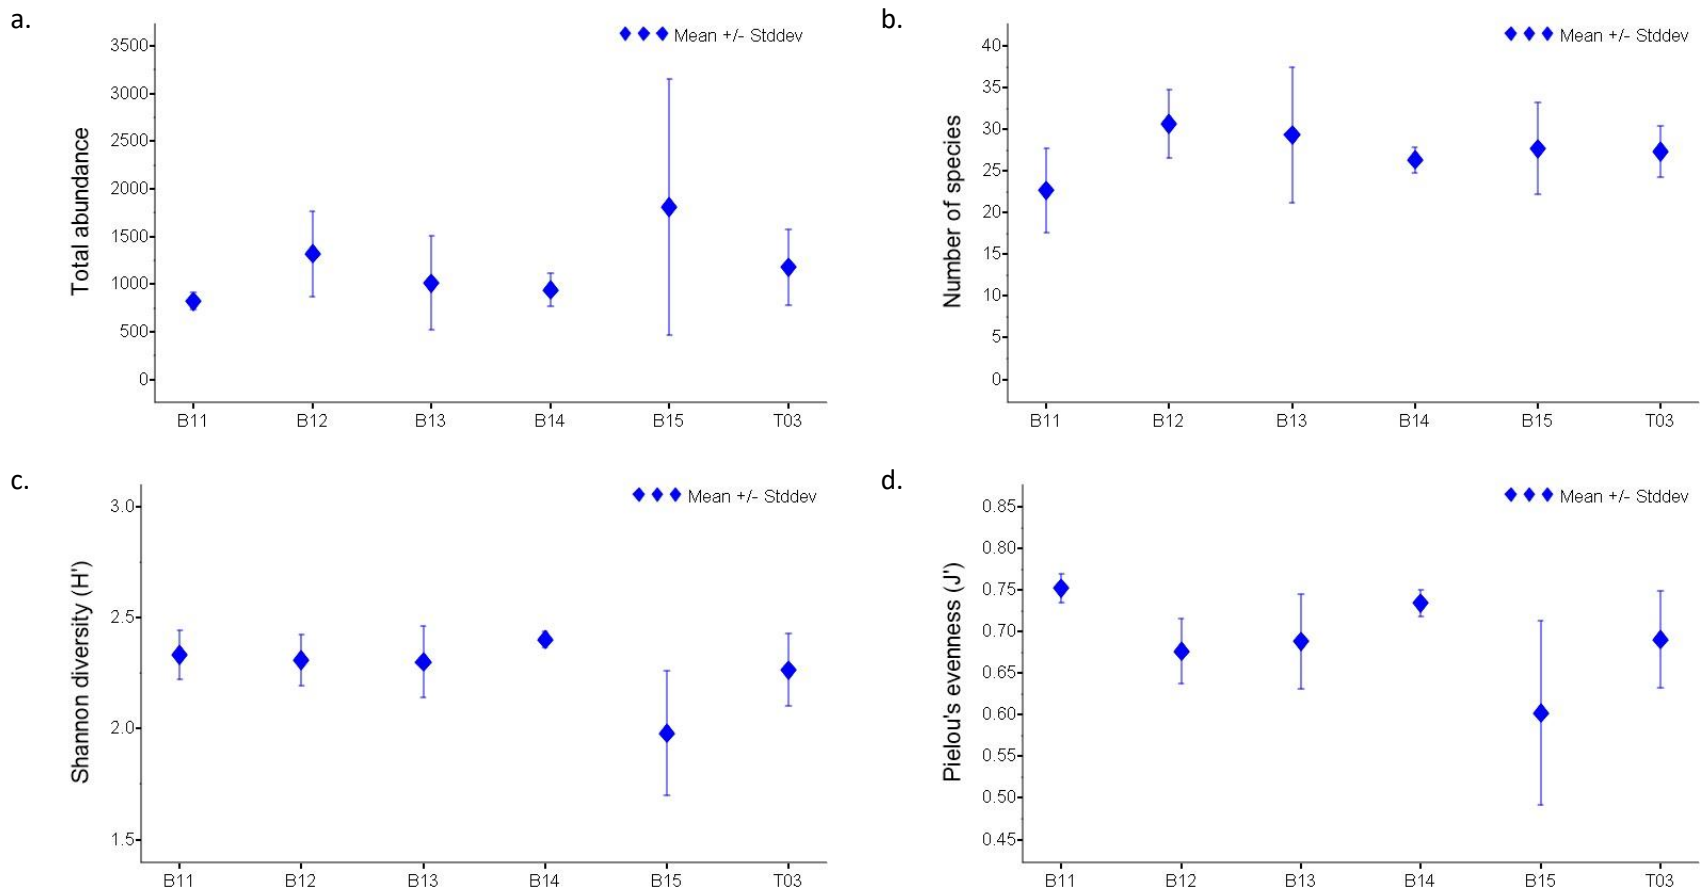 a.
Mean +/- Stddev
Total abundance
3500
3000
2500
2000
1500
1000
500
0
B11 B12 B13 B14 B15 T03
b.
Mean +/- Stddev
Number of species
40
35
30
25
20
15
10
5
0
B11 B12 B13 B14 B15 T03
c.
Mean +/- Stddev
Shannon diversity (H')
3.0
2.5
2.0
1.5
B11 B12 B13 B14 B15 T03
d.
Mean +/- Stddev
Pielou's evenness (J')
0.85
0.80
0.75
0.70
0.65
0.60
0.55
0.50
0.45
B11 B12 B13 B14 B15 T03